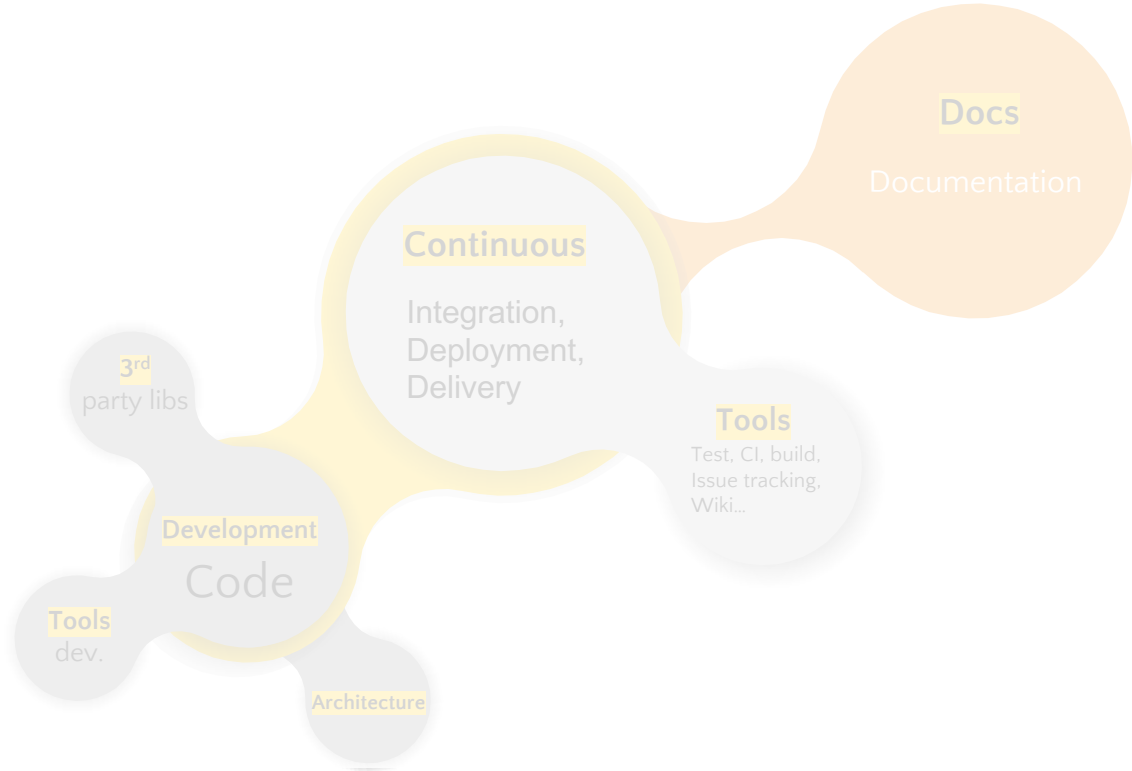 Docs
Documentation
Continuous
Integration,
Deployment,
Delivery
3rd
party libs
Tools
Test, CI, build,
Issue tracking,
Wiki...
Development
Code
Tools
dev.
Architecture